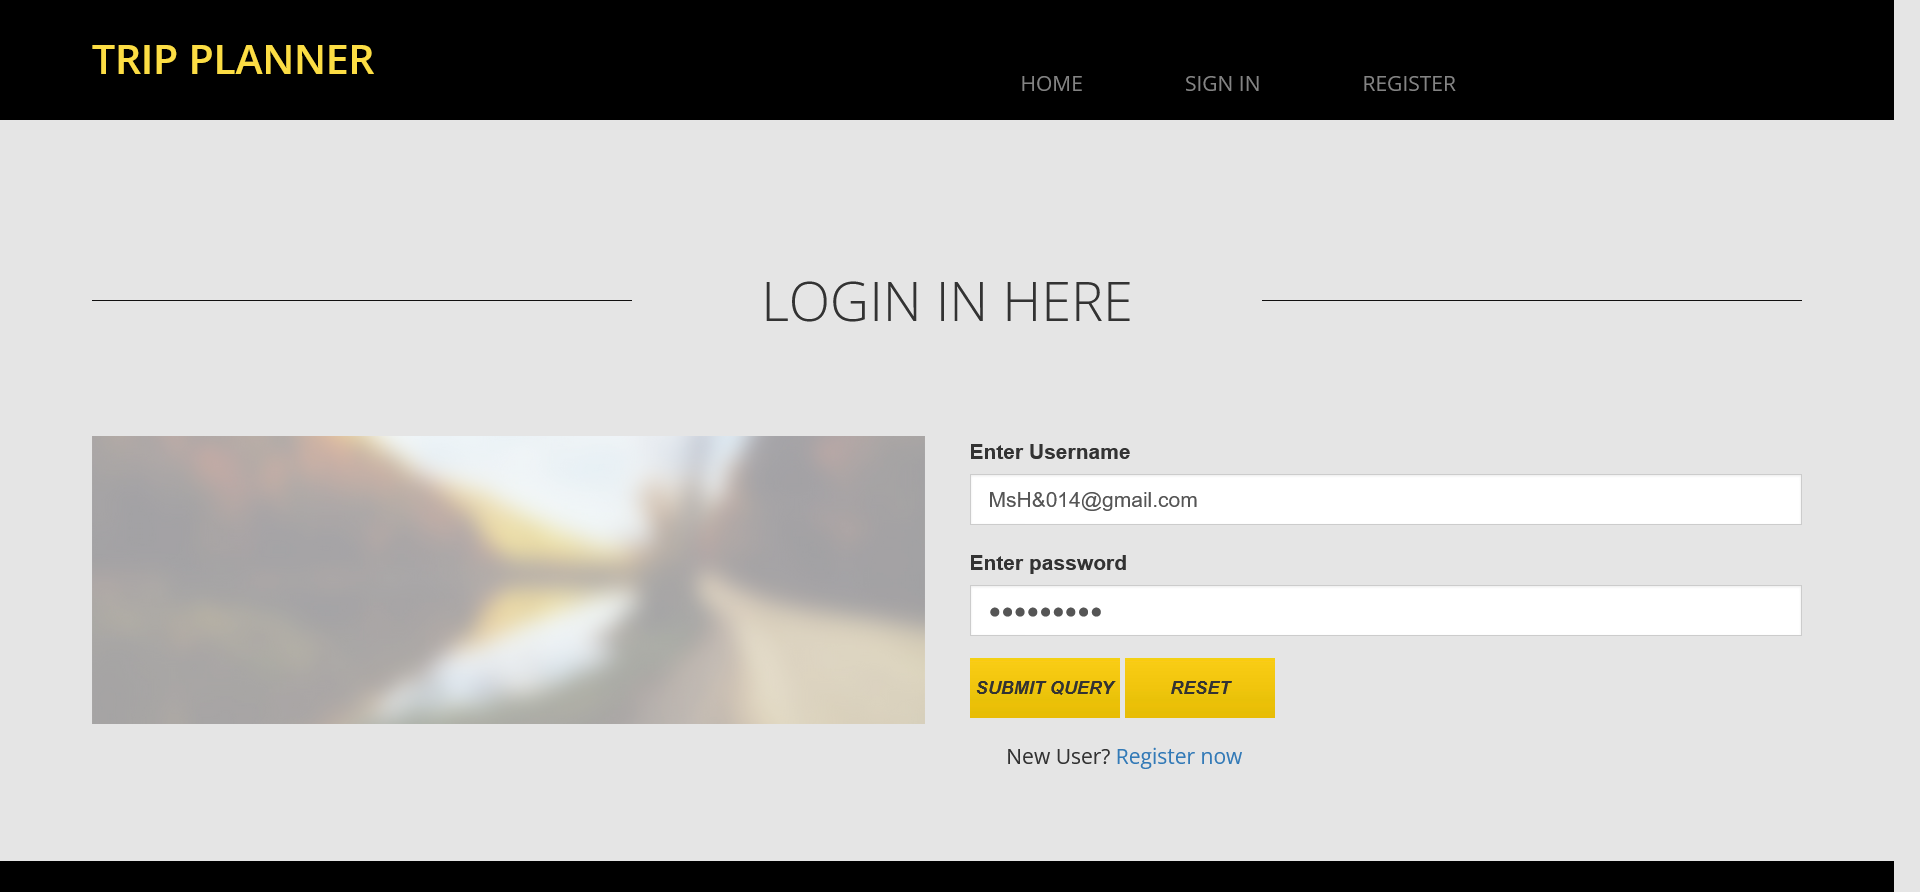 TRIP PLANNER
HOME SIGN IN REGISTER
LOGIN IN HERE
Enter Username
MsH&014@gmail.com
Enter password
•••••••••
SUBMIT QUERY RESET
New User? Register now